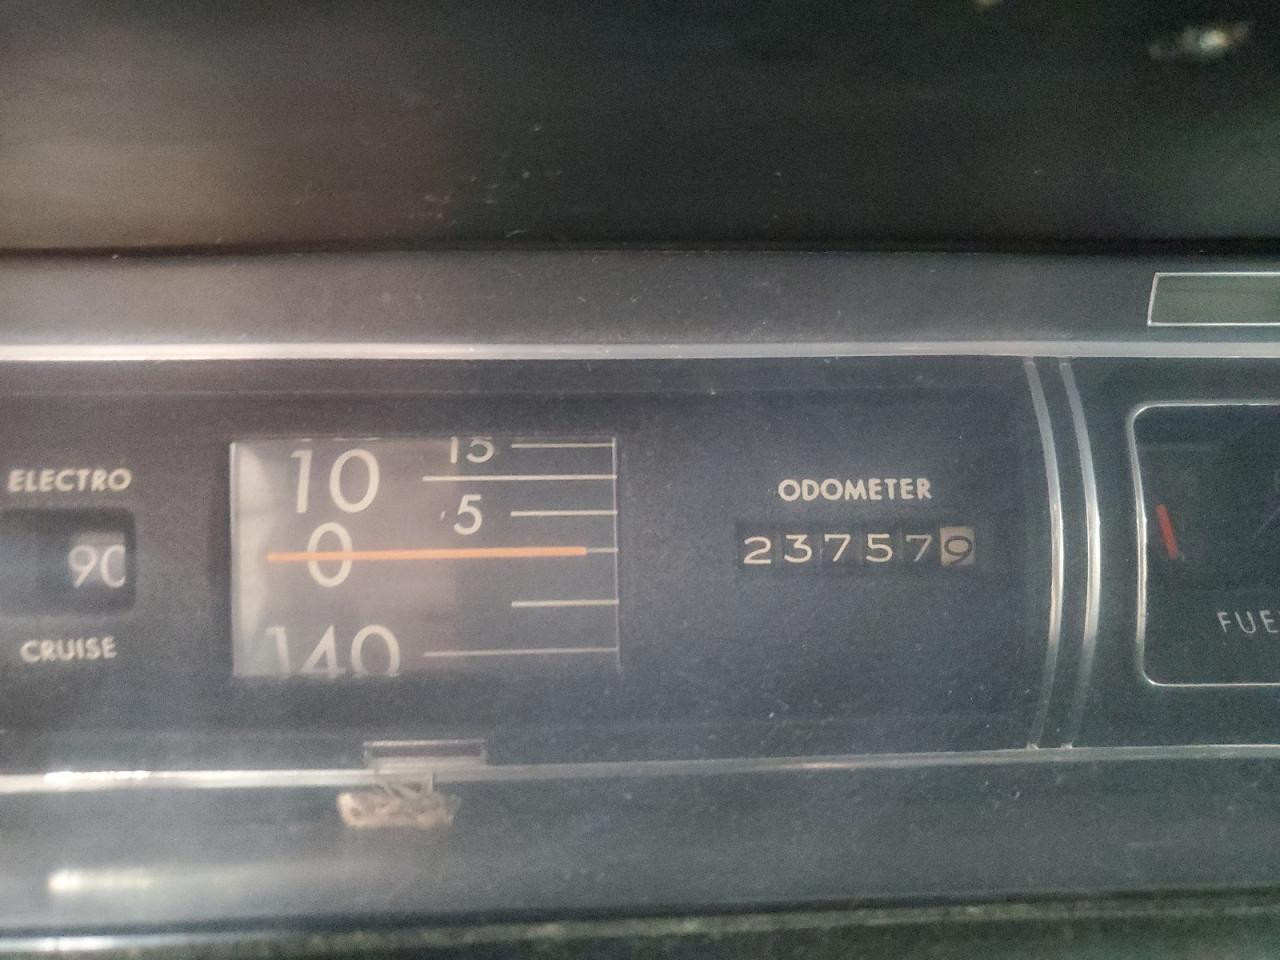 ELECTRO
90
CRUISE
15
10
5
0
140
ODOMETER
237579
FUE